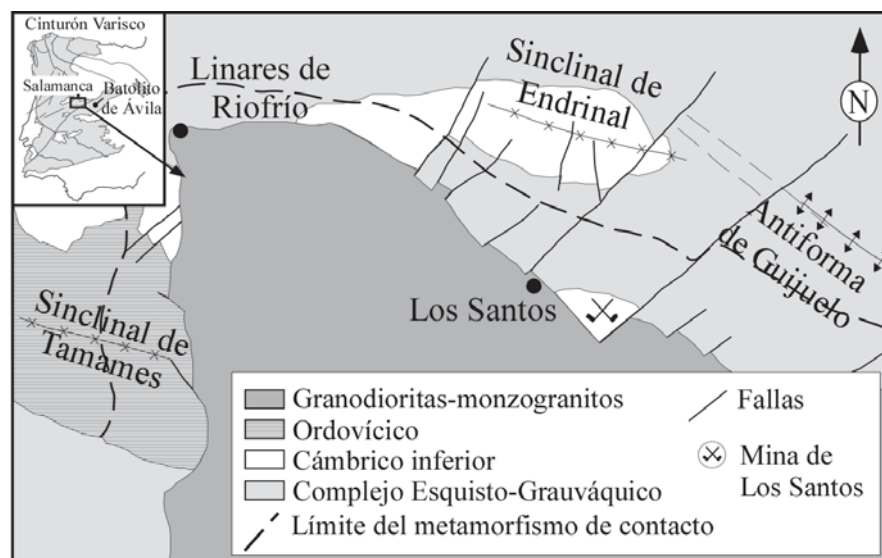 Cinturón Varisco
Salamanca
Batolito
de Ávila
Linares de
Riofrío
Sinclinal de
Endrinal
N
Antiforma
de Guijuelo
Los Santos
Sinclinal de
Tamames
Granodioritas-monzogranitos
Ordovícico
Cámbrico inferior
Complejo Esquisto-Grauváquico
Límite del metamorfismo de contacto
Fallas
Mina de
Los Santos